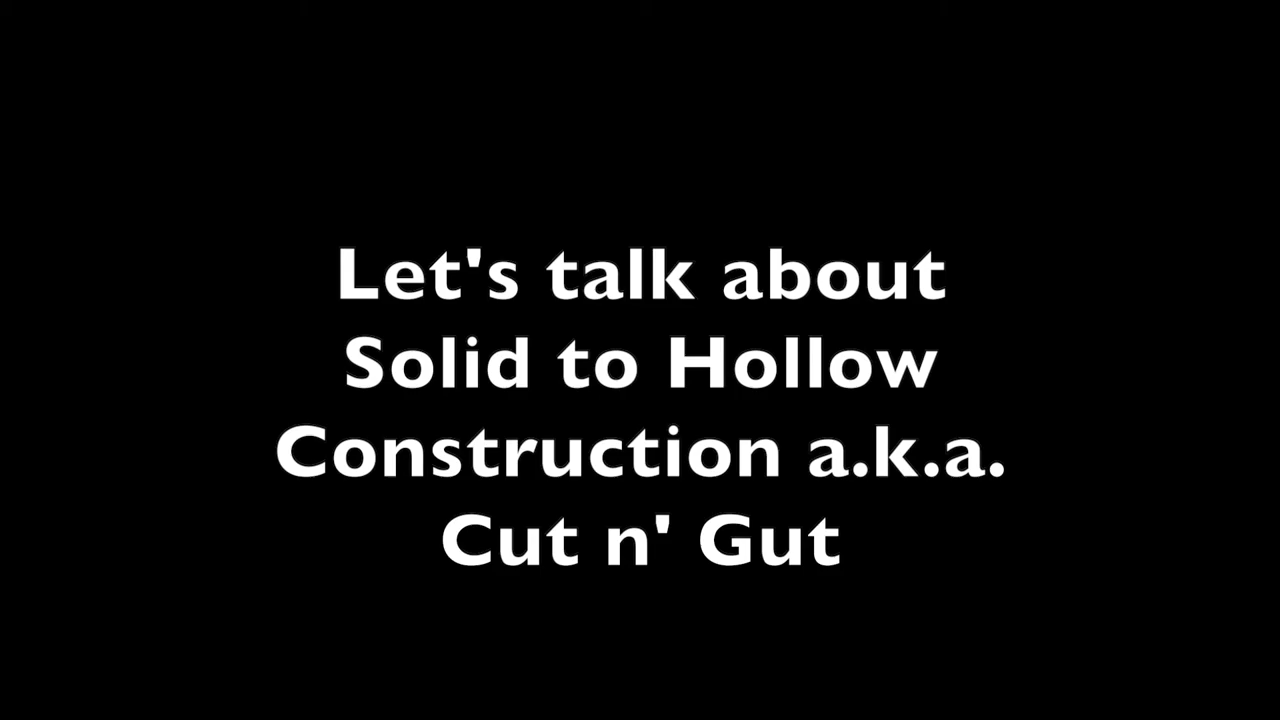 Let's talk about
Solid to Hollow
Construction a.k.a.
Cut n' Gut